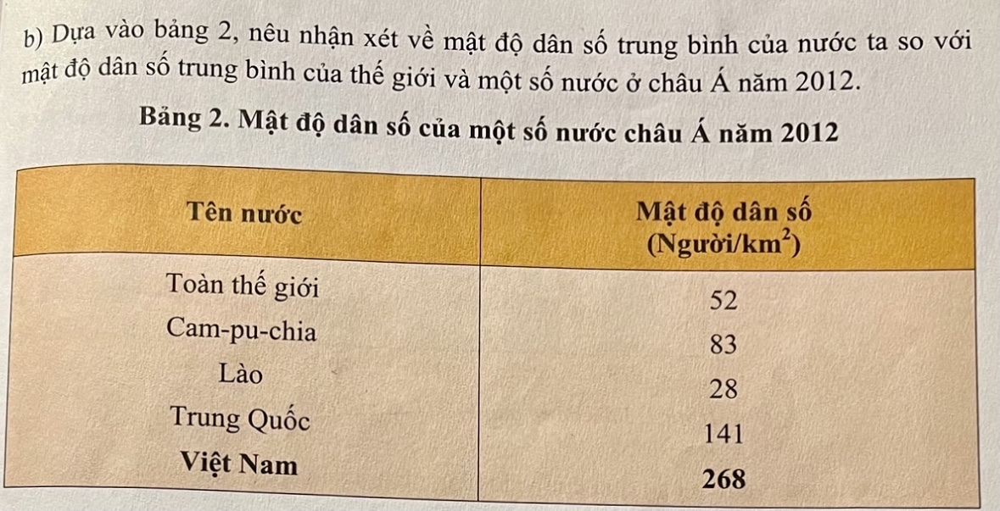 b) Dựa vào bảng 2, nêu nhận xét về mật độ dân số trung bình của nước ta so với
mật độ dân số trung bình của thế giới và một số nước ở châu Á năm 2012.
Bảng 2. Mật độ dân số của một số nước châu Á năm 2012
Tên nước
Mật độ dân số
(Người/km²)
Toàn thế giới 52
Cam-pu-chia 83
Lào 28
Trung Quốc 141
Việt Nam 268